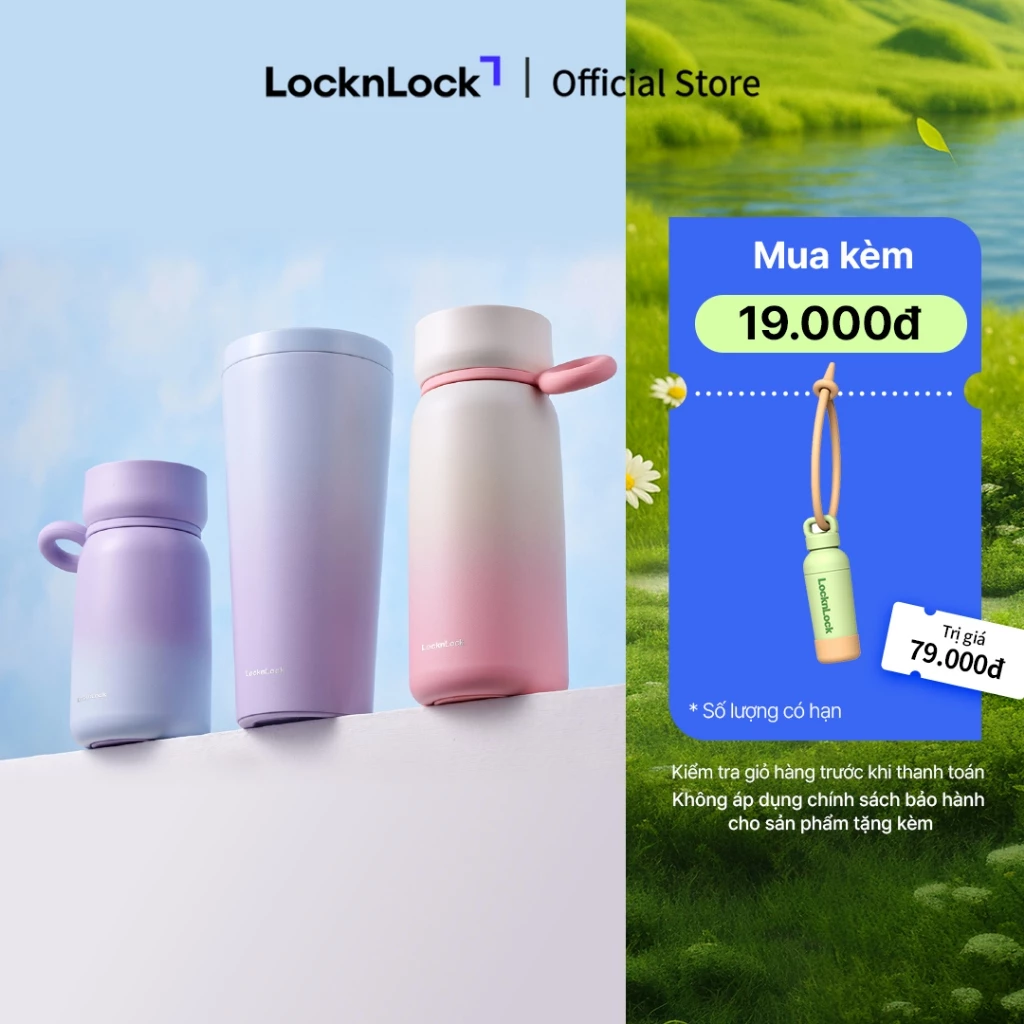 LocknLock | Official Store
Mua kèm
19.000đ
LocknLock
LocknLock
LocknLock
LocknLock
Trị giá
79.000đ
* Số lượng có hạn
Kiểm tra giỏ hàng trước khi thanh toán
Không áp dụng chính sách bảo hành
cho sản phẩm tặng kèm